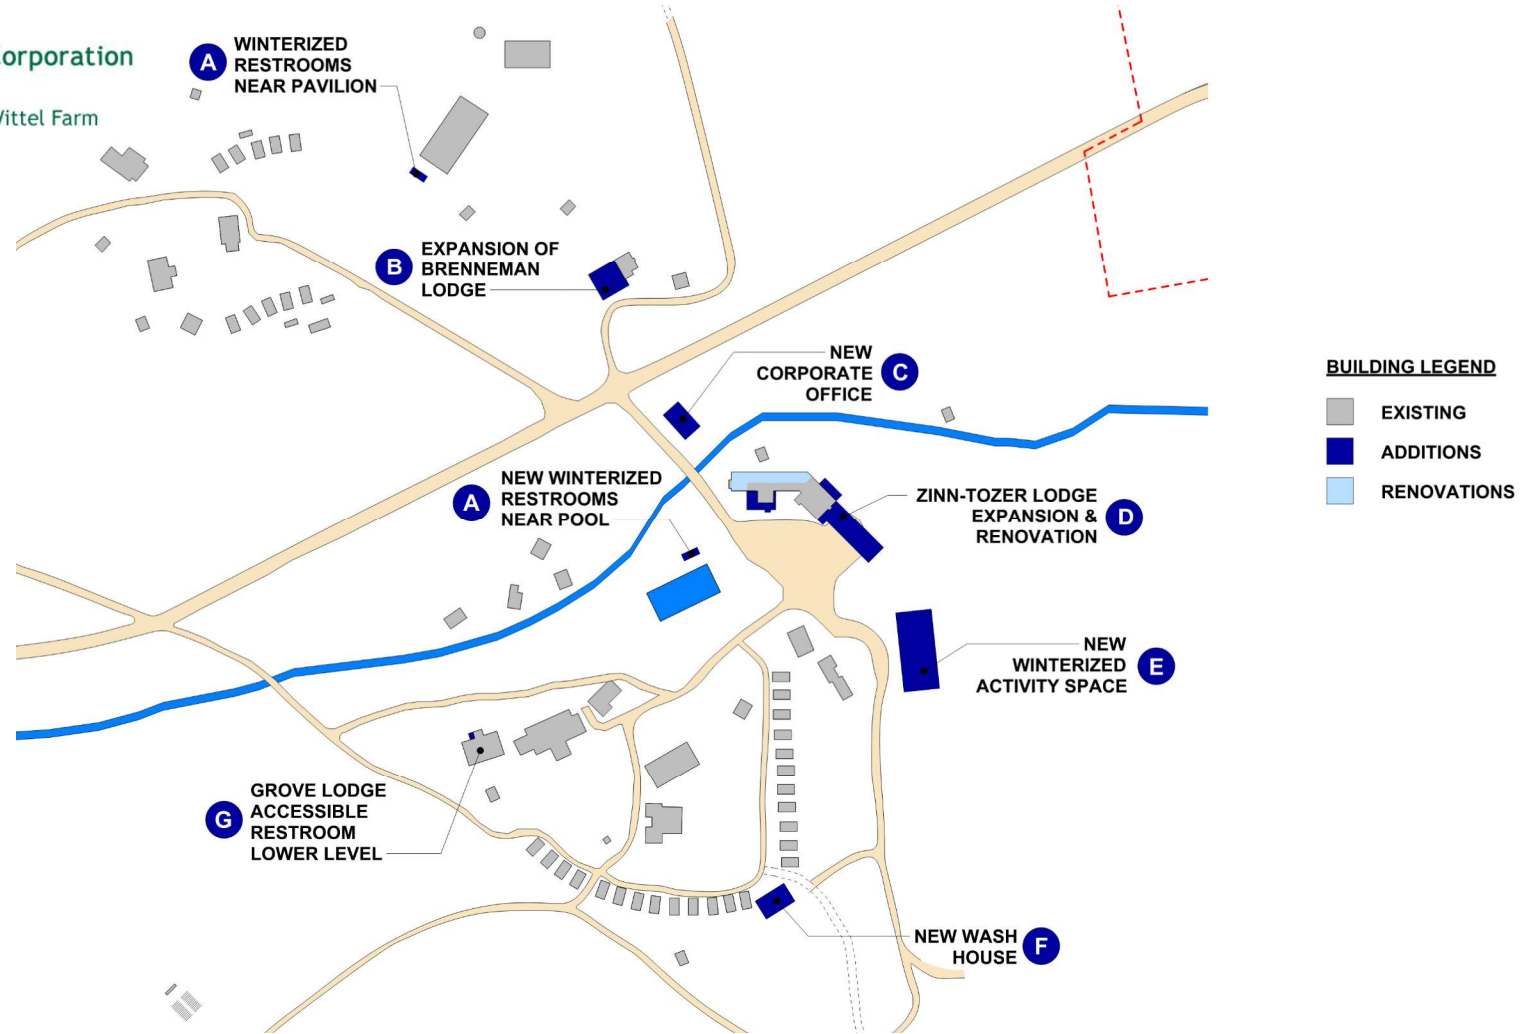 A
WINTERIZED
RESTROOMS
NEAR PAVILION
orporation
ittel Farm
B
EXPANSION OF
BRENNEMAN
LODGE
NEW
CORPORATE
OFFICE
C
BUILDING LEGEND
EXISTING
ADDITIONS
RENOVATIONS
A
NEW WINTERIZED
RESTROOMS
NEAR POOL
ZINN-TOZER LODGE
EXPANSION &
RENOVATION
D
NEW
WINTERIZED
ACTIVITY SPACE
E
G
GROVE LODGE
ACCESSIBLE
RESTROOM
LOWER LEVEL
NEW WASH
HOUSE
F